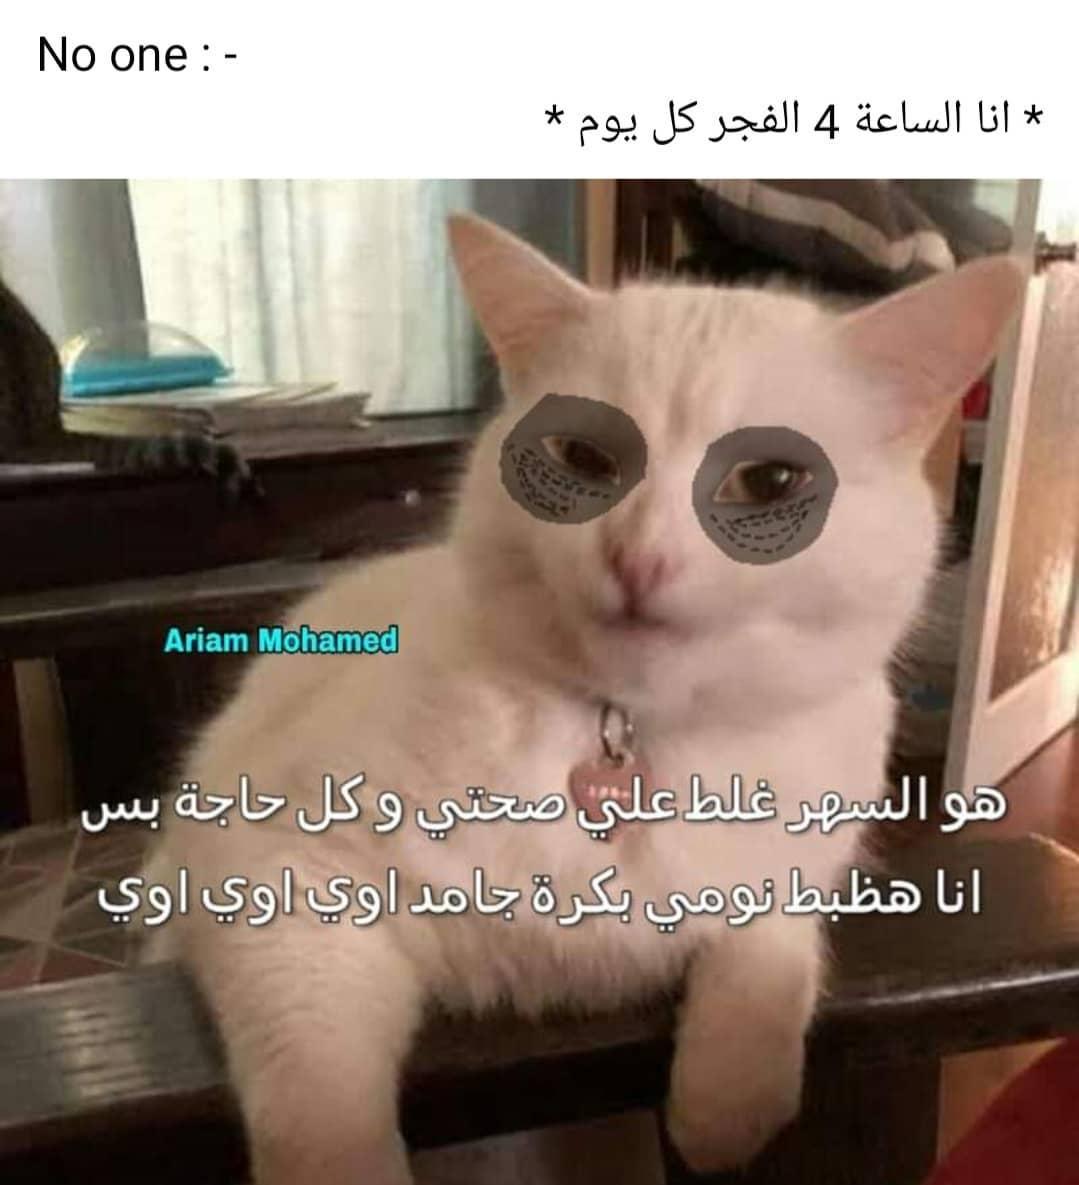 No one : -
* انا الساعة 4 الفجر كل يوم *
Ariam Mohamed
هو السهر غلط علي صحتي و كل حاجة بس
انا هظبط نومي بكرة جامد اوي اوي اوي